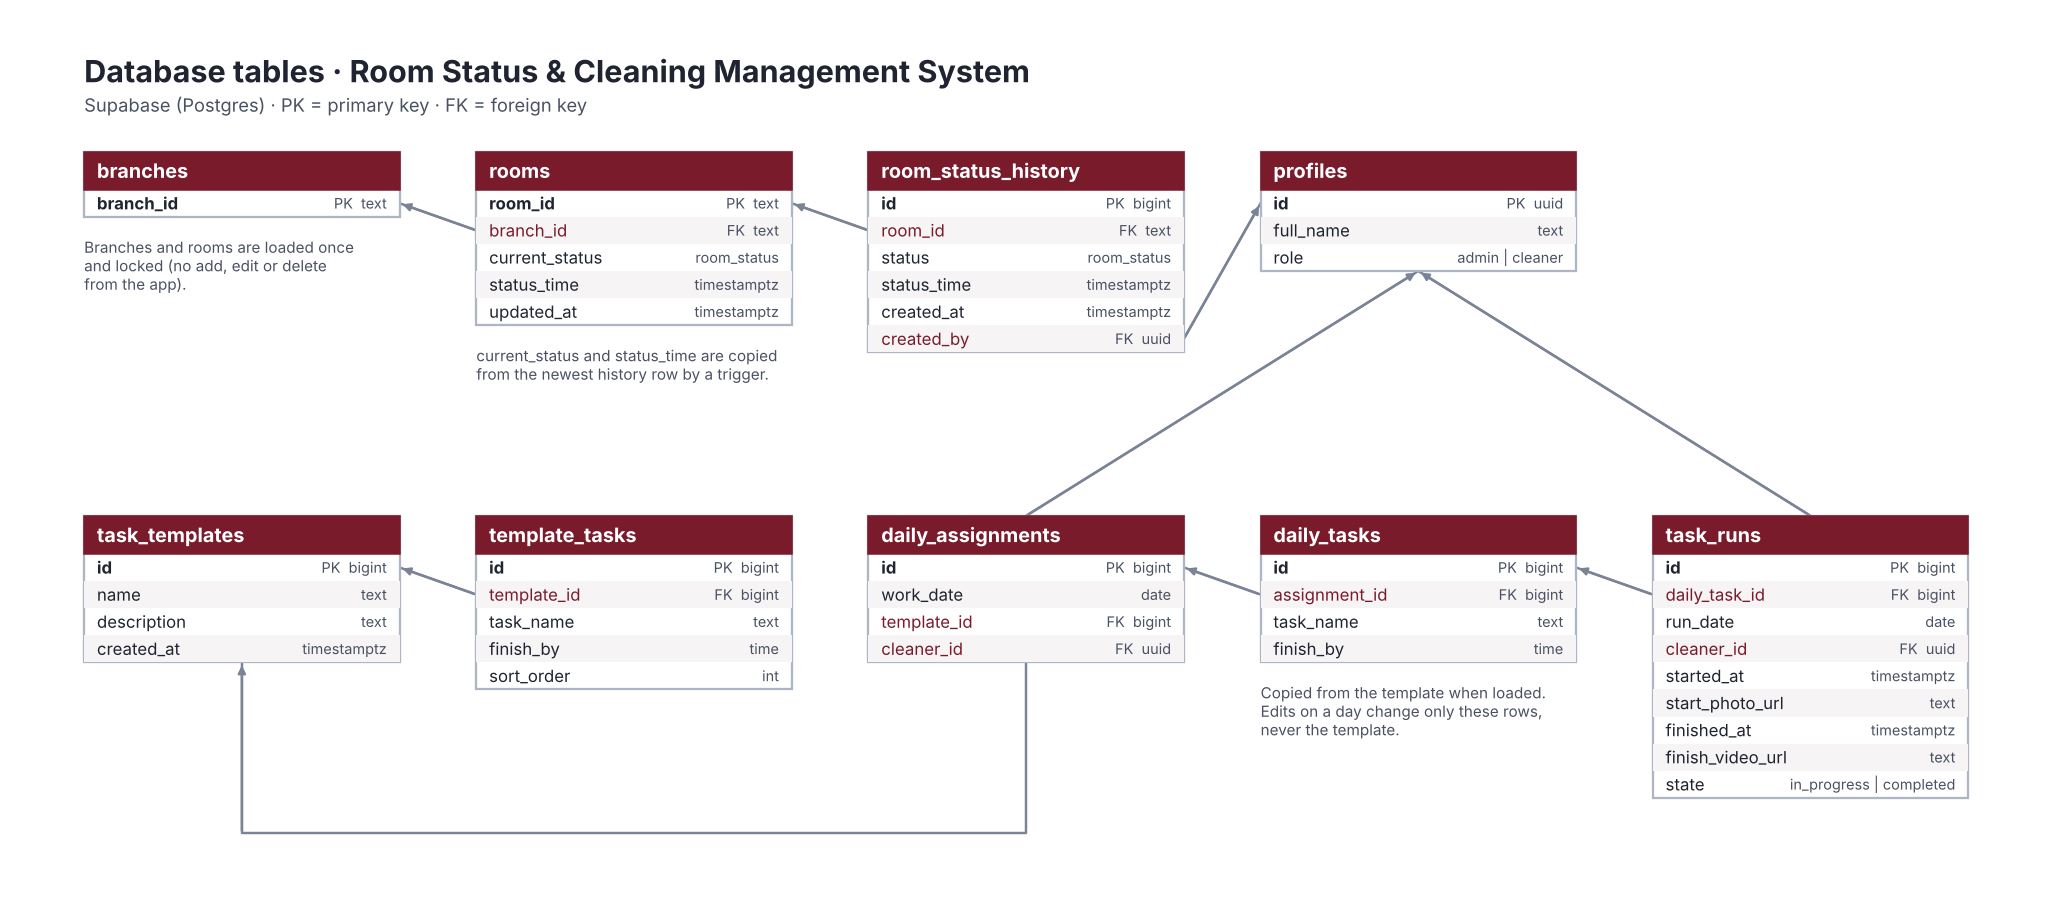 Database tables · Room Status & Cleaning Management System
Supabase (Postgres) · PK = primary key · FK = foreign key
branches
branch_id PK text
Branches and rooms are loaded once
and locked (no add, edit or delete
from the app).
rooms
room_id PK text
branch_id FK text
current_status room_status
status_time timestamptz
updated_at timestamptz
current_status and status_time are copied
from the newest history row by a trigger.
room_status_history
id PK bigint
room_id FK text
status room_status
status_time timestamptz
created_at timestamptz
created_by FK uuid
profiles
id PK uuid
full_name text
role admin | cleaner
task_templates
id PK bigint
name text
description text
created_at timestamptz
template_tasks
id PK bigint
template_id FK bigint
task_name text
finish_by time
sort_order int
daily_assignments
id PK bigint
work_date date
template_id FK bigint
cleaner_id FK uuid
daily_tasks
id PK bigint
assignment_id FK bigint
task_name text
finish_by time
Copied from the template when loaded.
Edits on a day change only these rows,
never the template.
task_runs
id PK bigint
daily_task_id FK bigint
run_date date
cleaner_id FK uuid
started_at timestamptz
start_photo_url text
finished_at timestamptz
finish_video_url text
state in_progress | completed